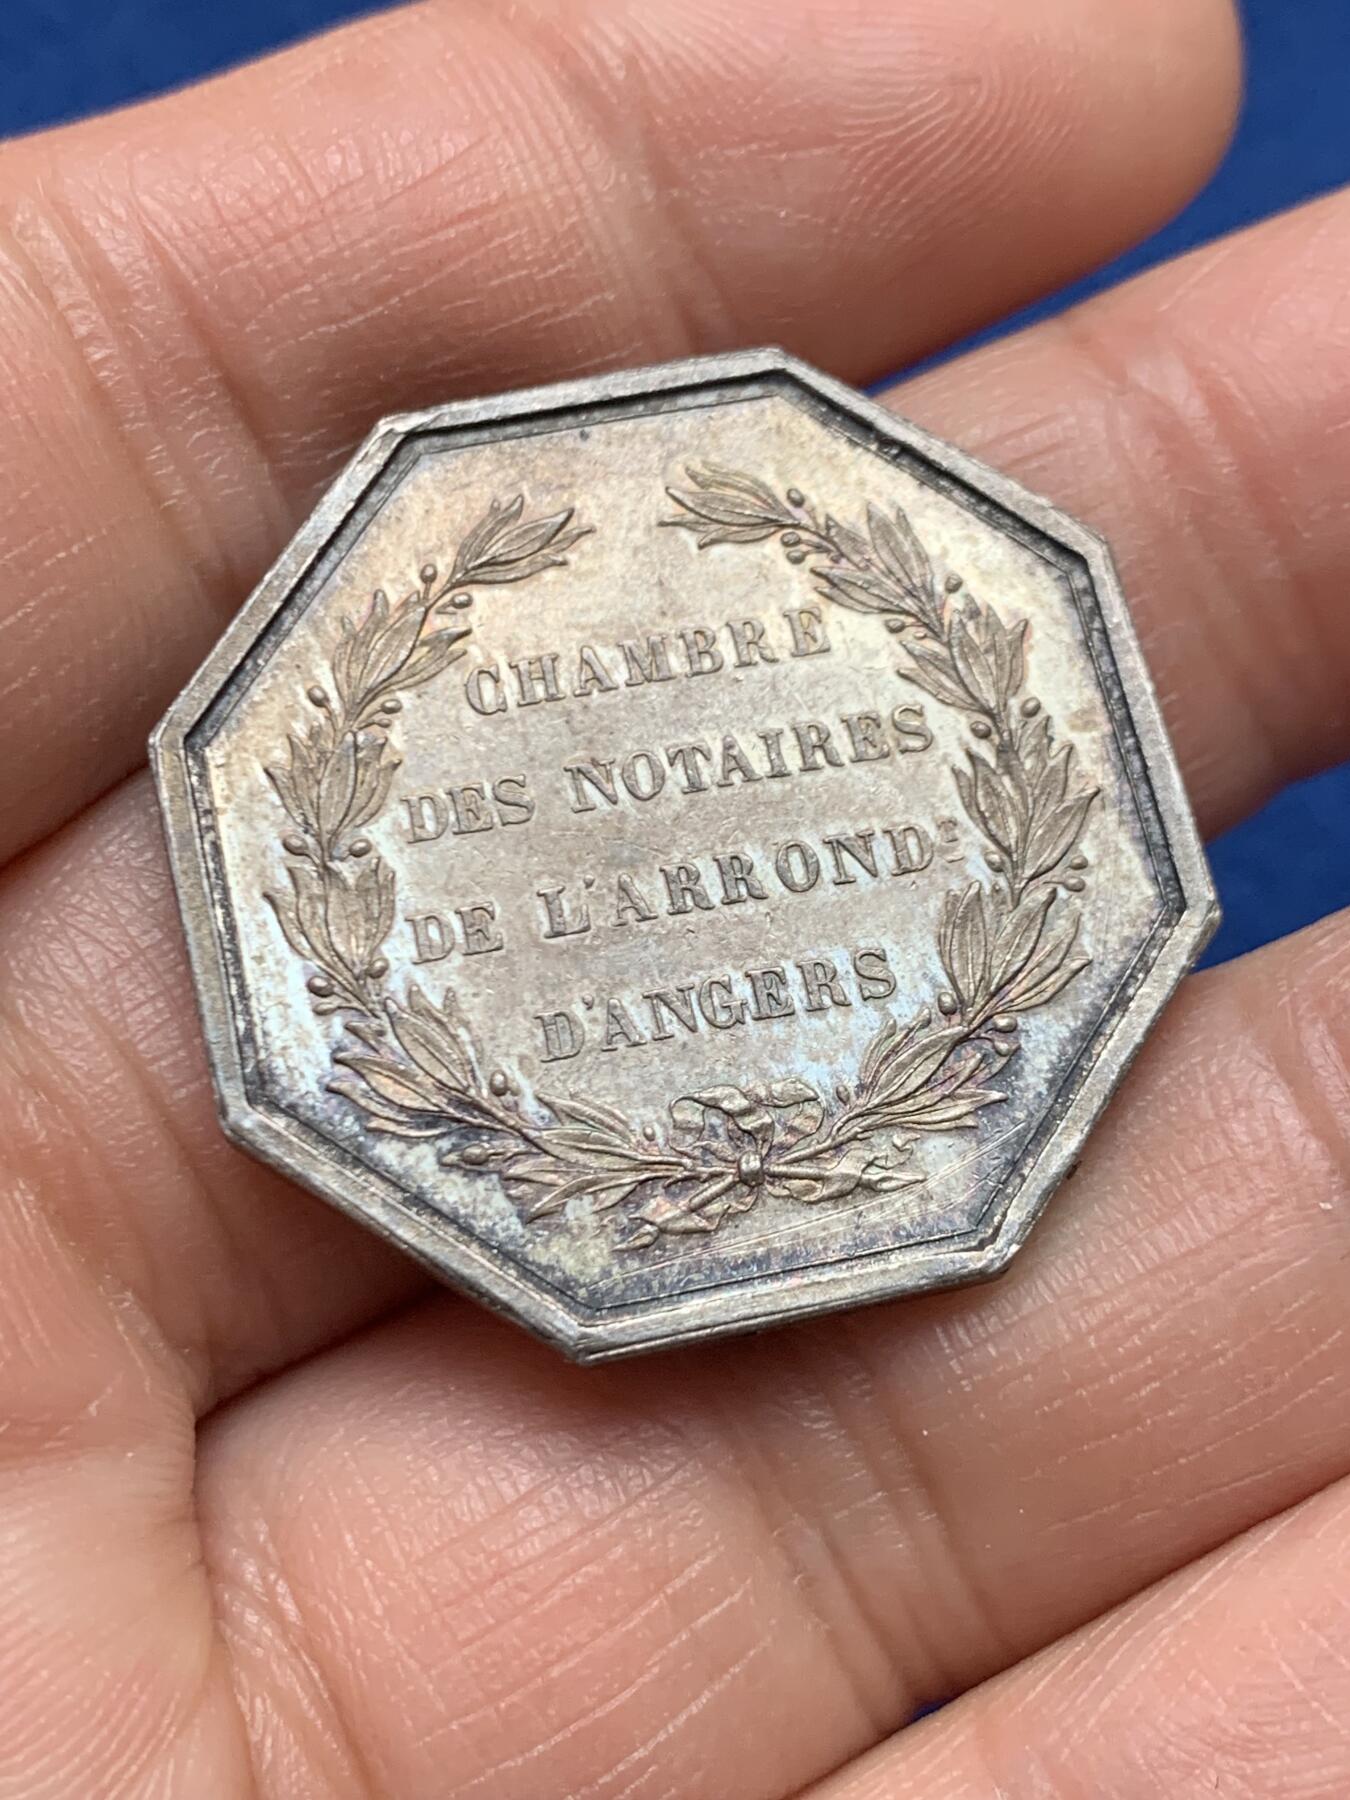 CHAMBRE
DES NOTAIRES
DE L'ARRONDT
D'ANGERS